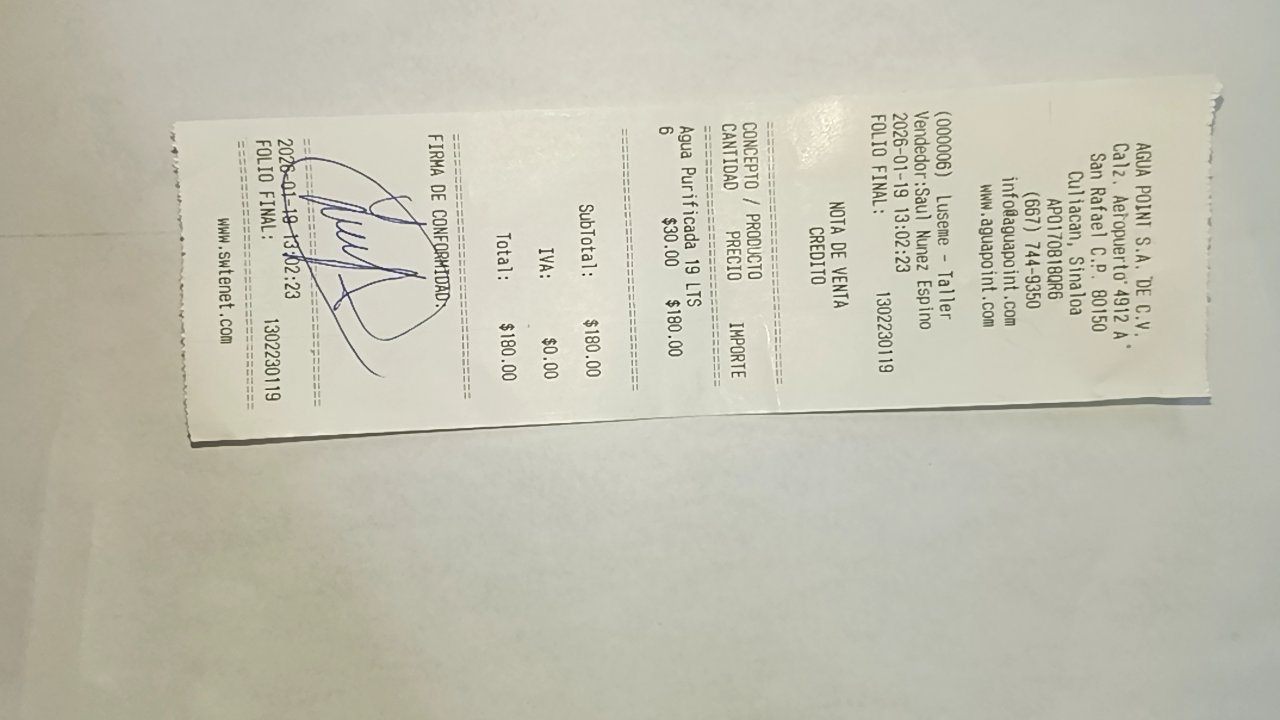 AGUA POINT S.A. DE C.V.
Calz. Aeropuerto 4912 A
San Rafael C.P. 80150
Culiacan, Sinaloa
APO170818QR6
(667) 744-9350
info@aguapoint.com
www.aguapoint.com
(000006) Luseme - Taller
Vendedor:Saul Nunez Espino
2026-01-19 13:02:23
FOLIO FINAL: 1302230119
NOTA DE VENTA
CREDITO
==============================
CONCEPTO / PRODUCTO
CANTIDAD PRECIO IMPORTE
==============================
Agua Purificada 19 LTS
6 $30.00 $180.00
==============================
SubTotal: $180.00
IVA: $0.00
Total: $180.00
==============================
FIRMA DE CONFORMIDAD:
==============================
2026-01-19 13:02:23
FOLIO FINAL: 1302230119
==============================
www.swtenet.com